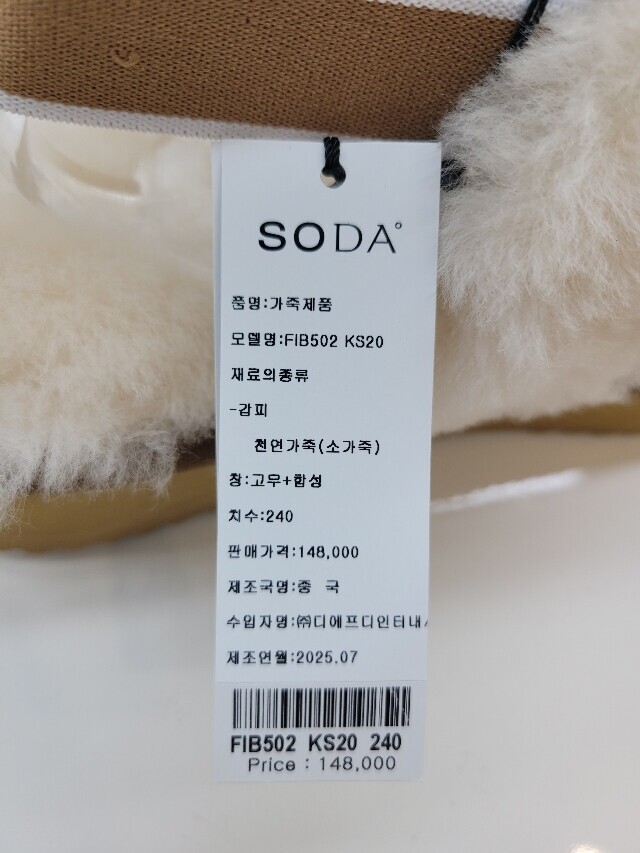 SODA
품명:가죽제품
모델명:FIB502 KS20
재료의종류
-갑피
천연가죽(소가죽)
창:고무+합성
치수:240
판매가격:148,000
제조국명:중 국
수입자명:㈜디에프디인터내
제조연월:2025.07
FIB502 KS20 240
Price : 148,000